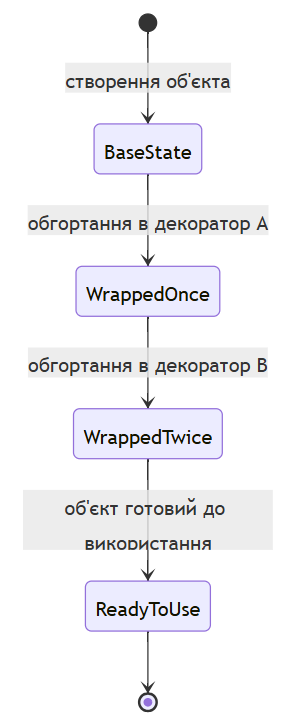 створення об'єкта
BaseState
обгортання в декоратор A
WrappedOnce
обгортання в декоратор B
WrappedTwice
об'єкт готовий до
використання
ReadyToUse